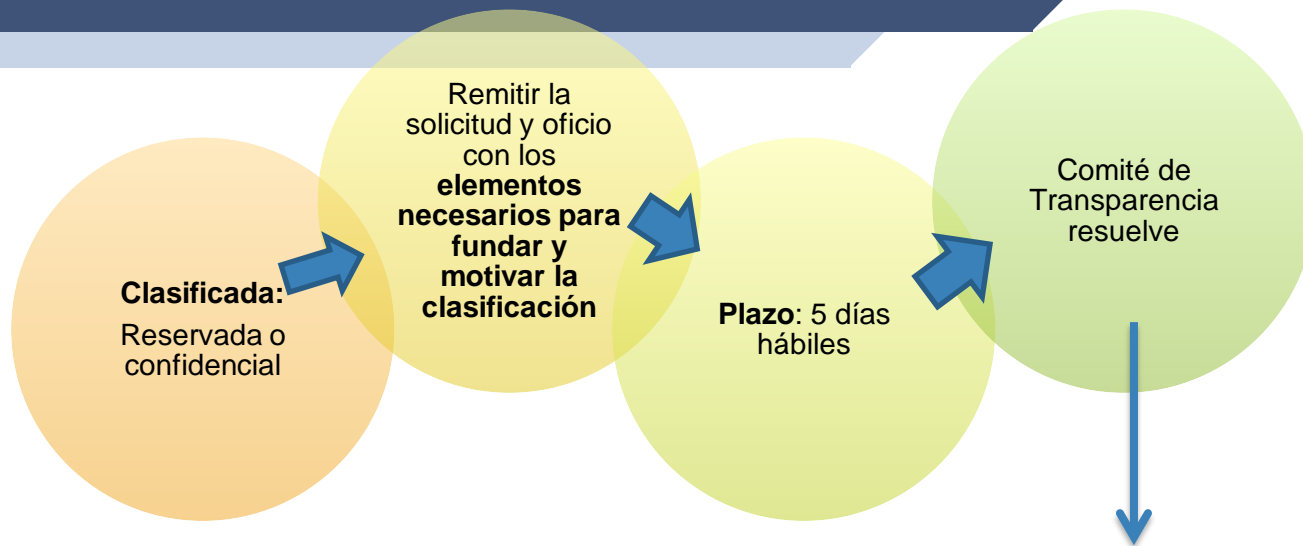 Clasificada:
Reservada o
confidencial
Remitir la
solicitud y oficio
con los
elementos
necesarios para
fundar y
motivar la
clasificación
Plazo: 5 días
hábiles
Comité de
Transparencia
resuelve